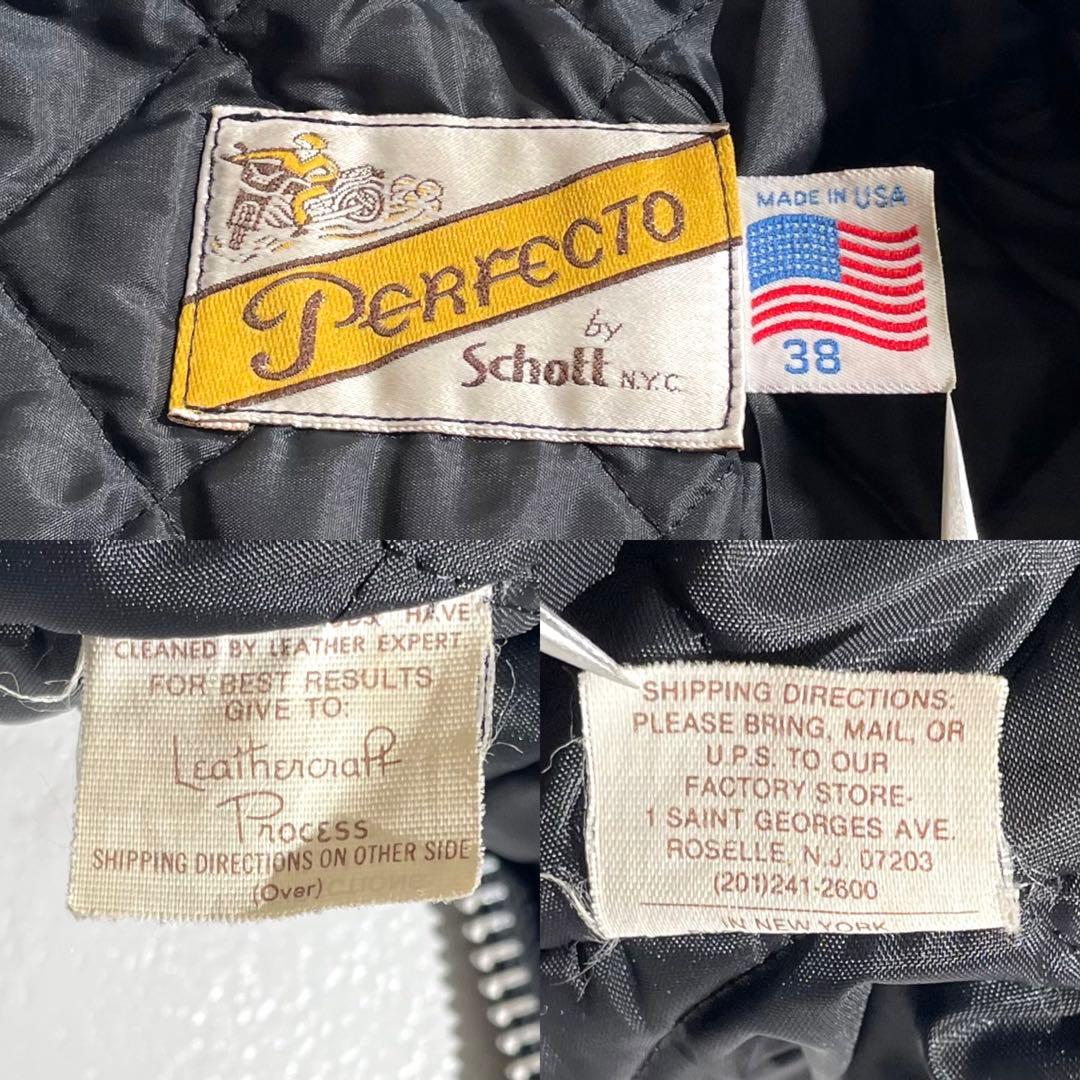 PERFECTO
by
Schott N.Y.C.
MADE IN USA
38
HAVE
CLEANED BY LEATHER EXPERT
FOR BEST RESULTS
GIVE TO:
Leathercraft
Process
SHIPPING DIRECTIONS ON OTHER SIDE
(Over)
SHIPPING DIRECTIONS:
PLEASE BRING, MAIL, OR
U.P.S. TO OUR
FACTORY STORE-
1 SAINT GEORGES AVE.
ROSELLE, N.J. 07203
(201)241-2600
IN NEW YORK